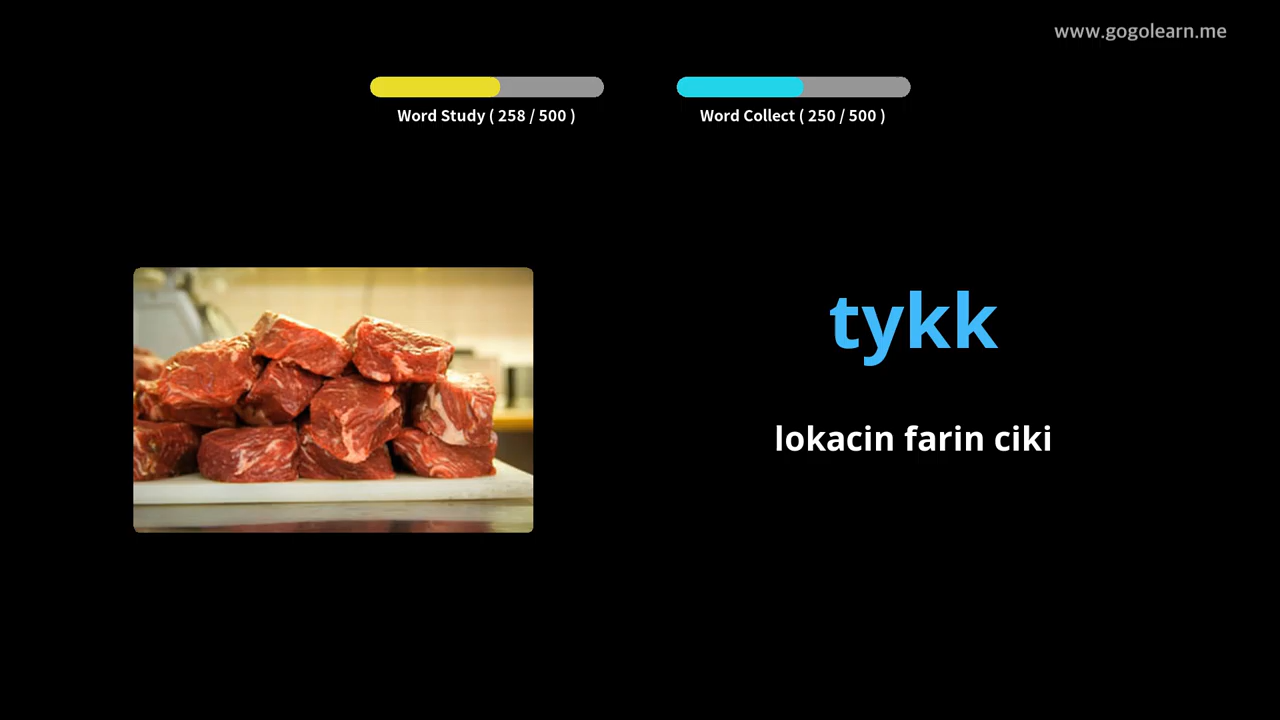 www.gogolearn.me
Word Study ( 258 / 500 )
Word Collect ( 250 / 500 )
tykk
lokacin farin ciki